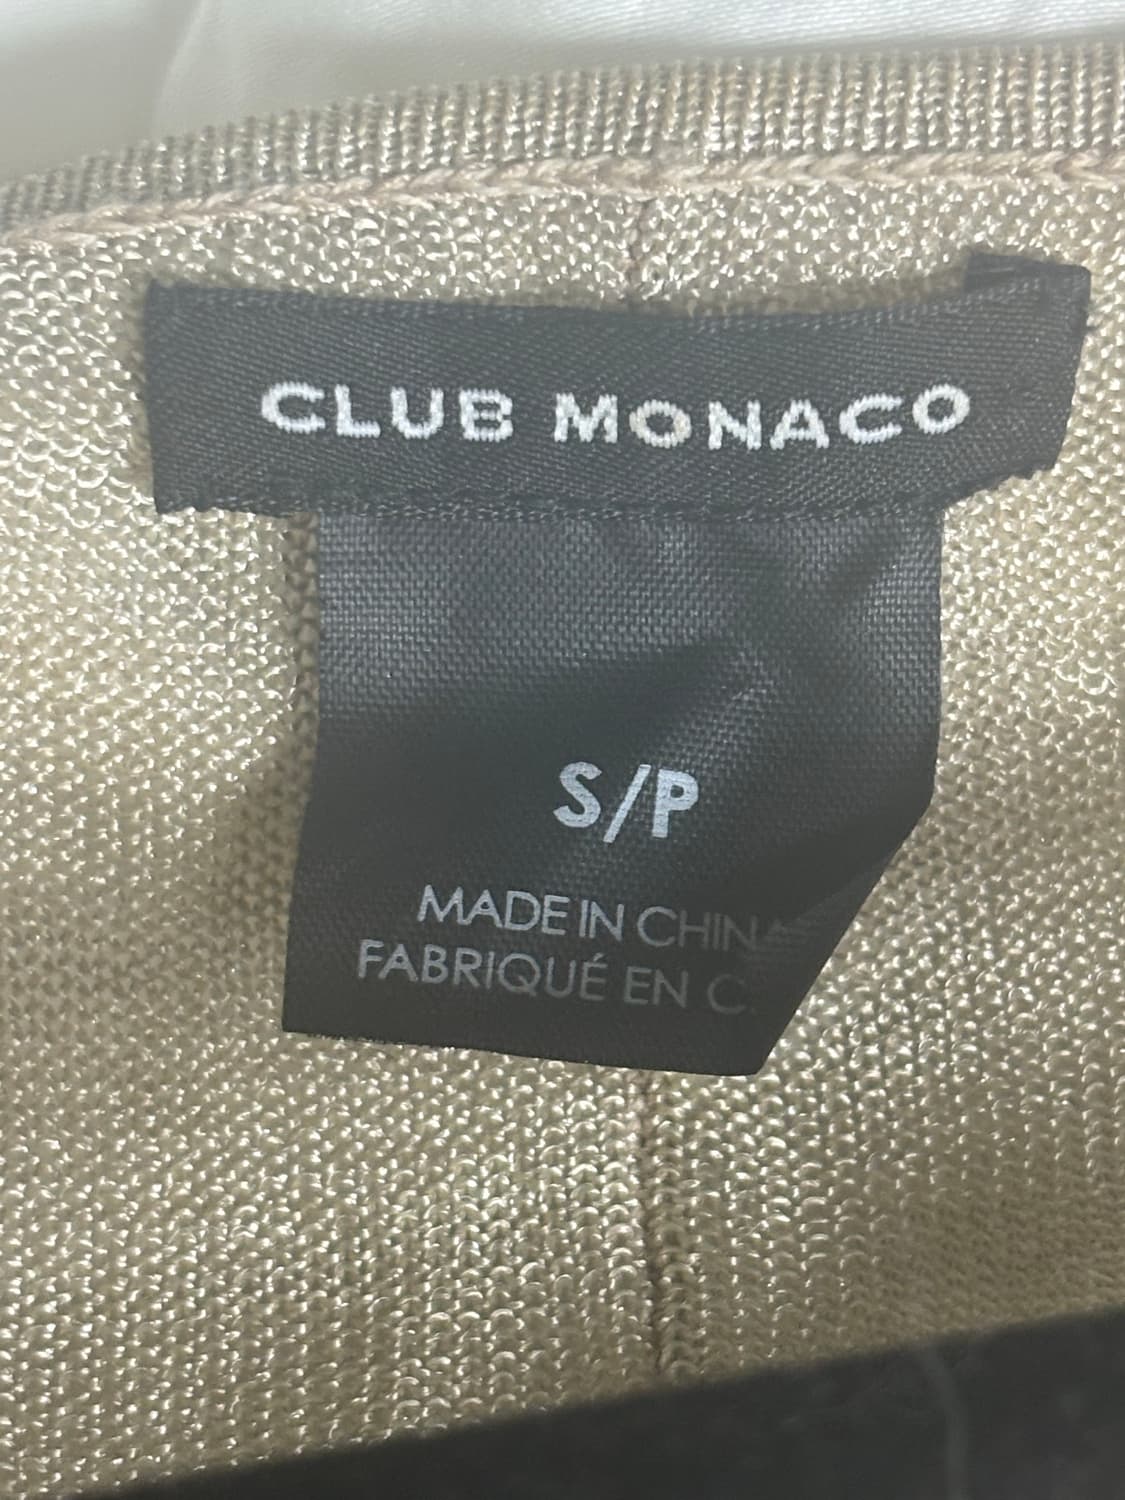 CLUB MONACO
S/P
MADE IN CHINA
FABRIQUÉ EN